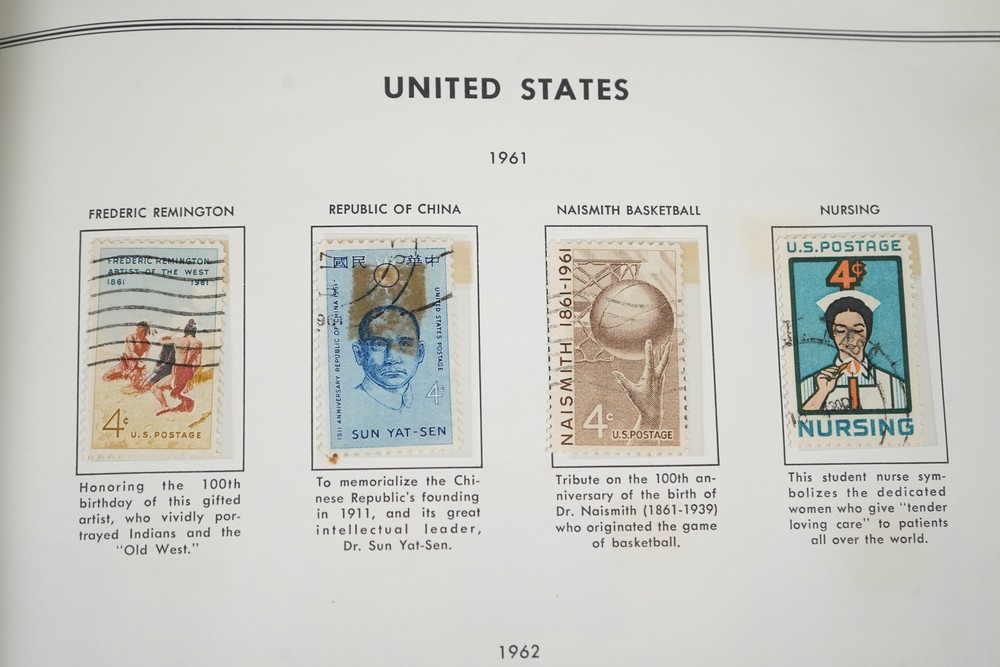 UNITED STATES
1961
FREDERIC REMINGTON
FREDERIC REMINGTON
ARTIST OF THE WEST
1861 1961
4¢
U.S. POSTAGE
Honoring the 100th
birthday of this gifted
artist, who vividly por-
trayed Indians and the
"Old West."
REPUBLIC OF CHINA
國民 華中
1911 ANNIVERSARY REPUBLIC OF CHINA 1961
UNITED STATES POSTAGE
4¢
SUN YAT-SEN
To memorialize the Chi-
nese Republic's founding
in 1911, and its great
intellectual leader,
Dr. Sun Yat-Sen.
NAISMITH BASKETBALL
NAISMITH 1861-1961
4c
U.S.POSTAGE
Tribute on the 100th an-
niversary of the birth of
Dr. Naismith (1861-1939)
who originated the game
of basketball.
NURSING
U.S.POSTAGE
4¢
NURSING
This student nurse sym-
bolizes the dedicated
women who give "tender
loving care" to patients
all over the world.
1962